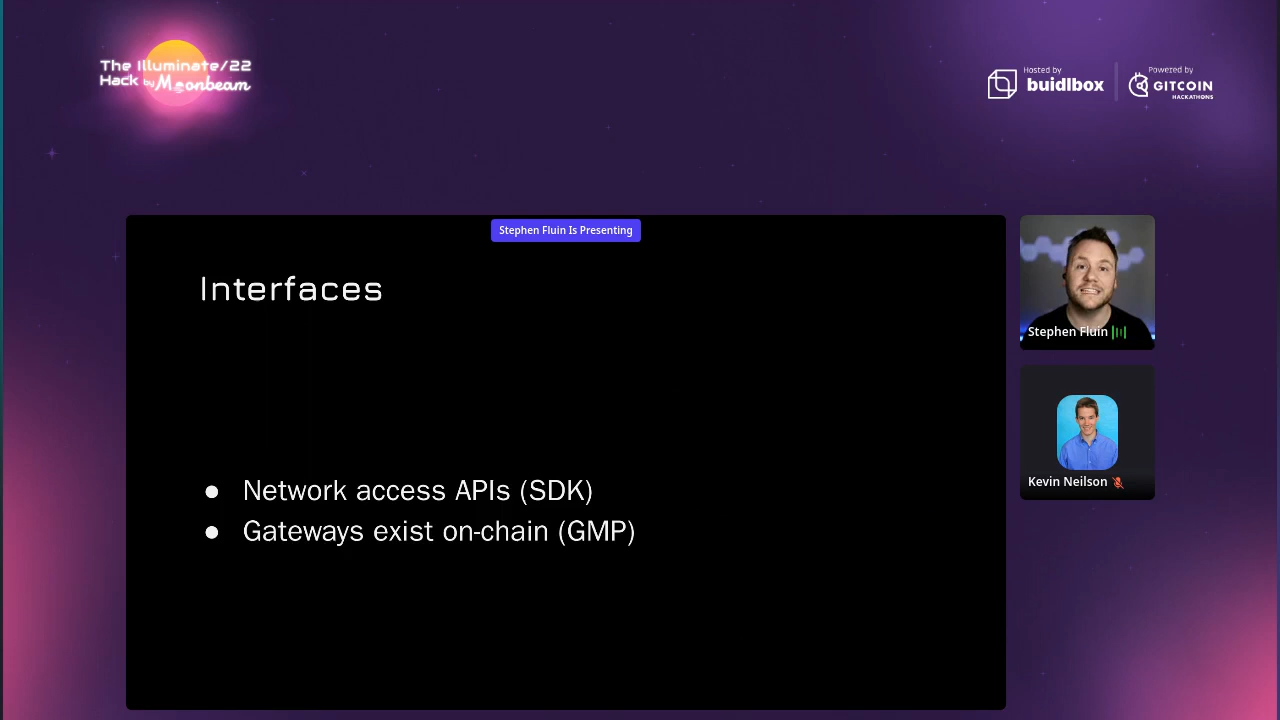 The Illuminate/22
Hack by Moonbeam
Hosted by
buidlbox
Powered by
GITCOIN
HACKATHONS
Stephen Fluin Is Presenting
Interfaces
● Network access APIs (SDK)
● Gateways exist on-chain (GMP)
Stephen Fluin
Kevin Neilson